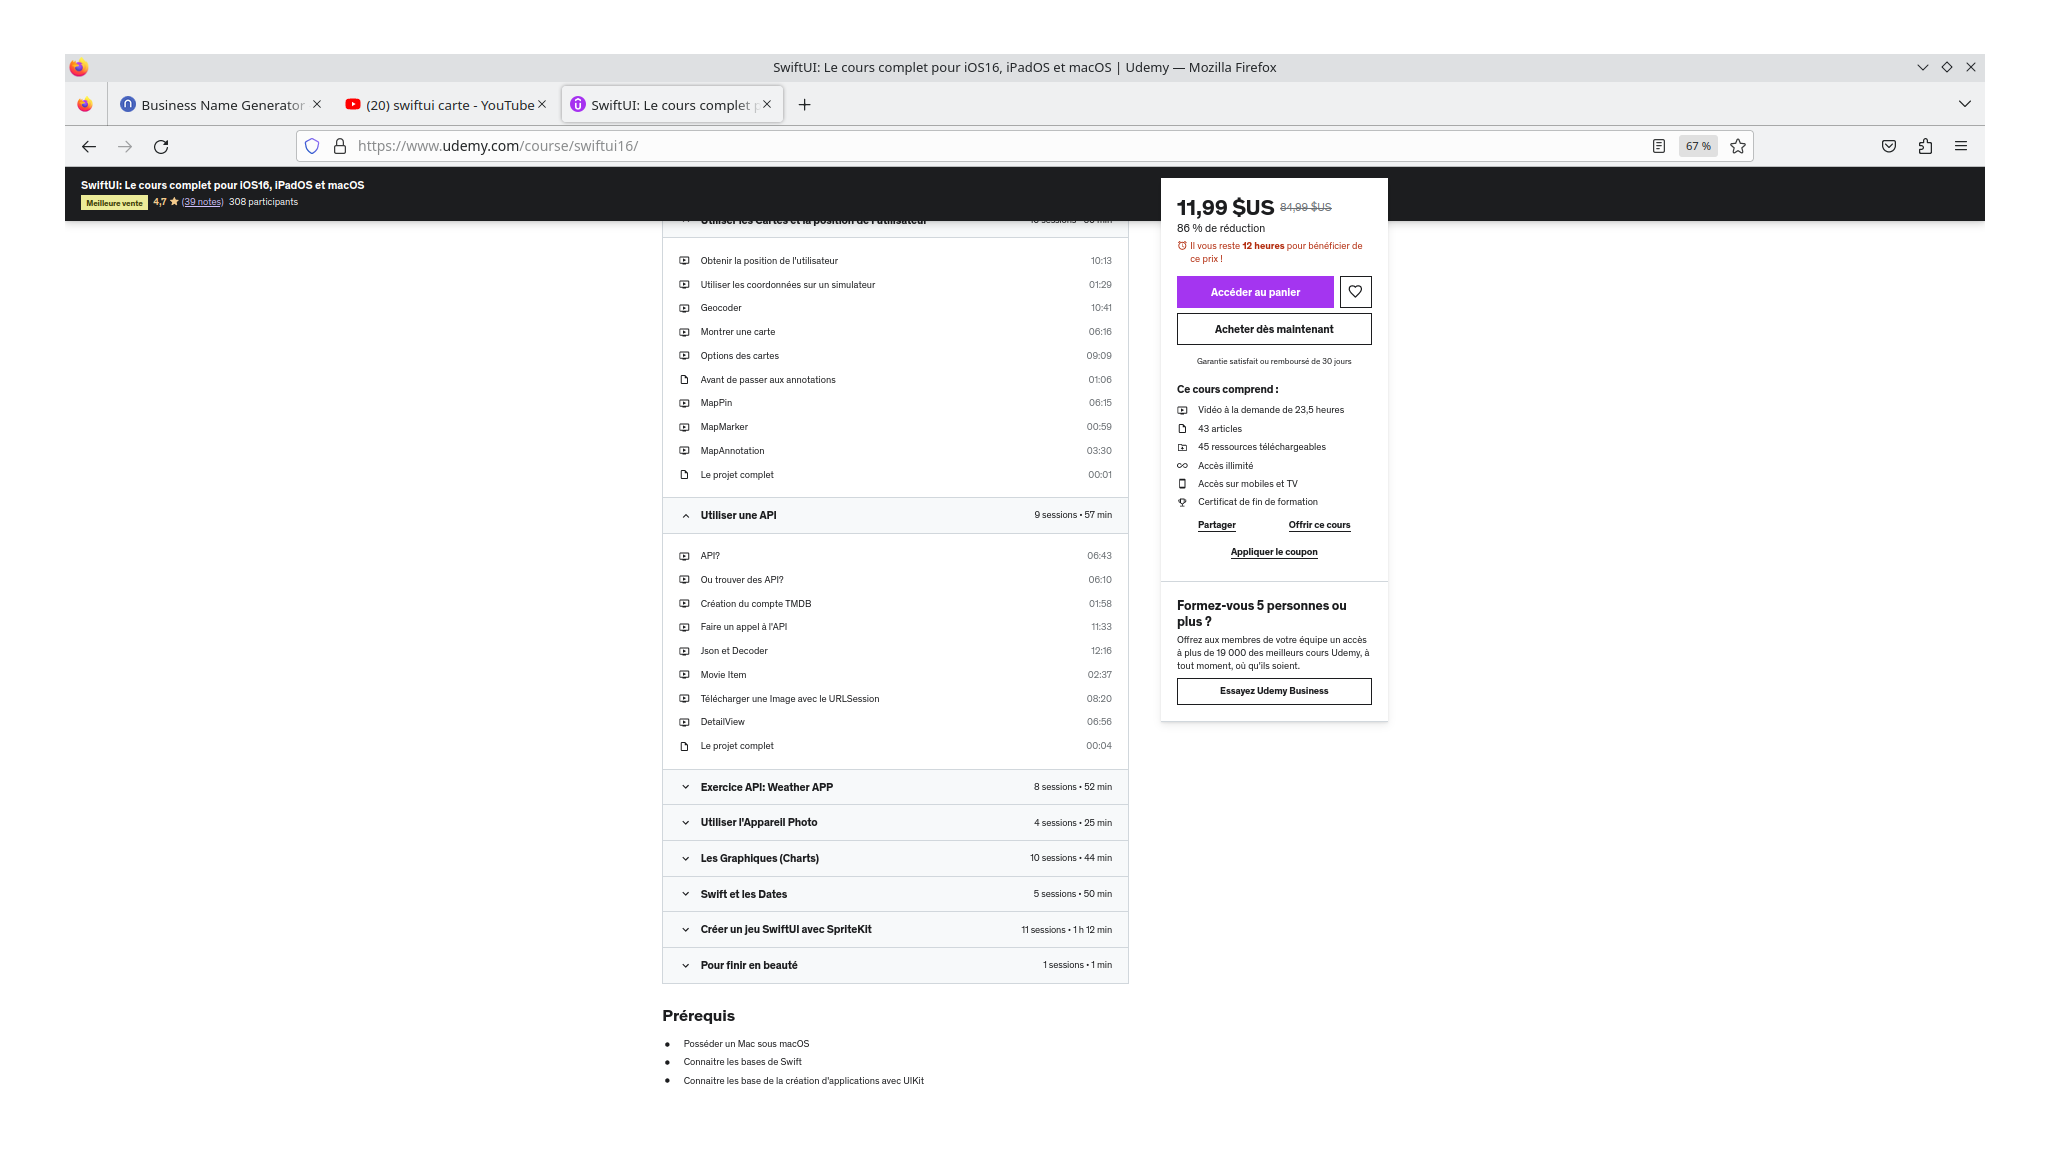 SwiftUI: Le cours complet pour iOS16, iPadOS et macOS | Udemy — Mozilla Firefox
Business Name Generator
(20) swiftui carte - YouTube
SwiftUI: Le cours complet p
https://www.udemy.com/course/swiftui16/
67 %
SwiftUI: Le cours complet pour iOS16, iPadOS et macOS
Meilleure vente 4,7 (39 notes) 308 participants
Utiliser les Cartes et la position de l'utilisateur
Obtenir la position de l'utilisateur 10:13
Utiliser les coordonnées sur un simulateur 01:29
Geocoder 10:41
Montrer une carte 06:16
Options des cartes 09:09
Avant de passer aux annotations 01:06
MapPin 06:15
MapMarker 00:59
MapAnnotation 03:30
Le projet complet 00:01
Utiliser une API 9 sessions • 57 min
API? 06:43
Ou trouver des API? 06:10
Création du compte TMDB 01:58
Faire un appel à l'API 11:33
Json et Decoder 12:16
Movie Item 02:37
Télécharger une Image avec le URLSession 08:20
DetailView 06:56
Le projet complet 00:04
Exercice API: Weather APP 8 sessions • 52 min
Utiliser l'Appareil Photo 4 sessions • 25 min
Les Graphiques (Charts) 10 sessions • 44 min
Swift et les Dates 5 sessions • 50 min
Créer un jeu SwiftUI avec SpriteKit 11 sessions • 1 h 12 min
Pour finir en beauté 1 sessions • 1 min
Prérequis
• Posséder un Mac sous macOS
• Connaitre les bases de Swift
• Connaitre les base de la création d'applications avec UIKit
11,99 $US 84,99 $US
86 % de réduction
Il vous reste 12 heures pour bénéficier de
ce prix !
Accéder au panier
Acheter dès maintenant
Garantie satisfait ou remboursé de 30 jours
Ce cours comprend :
Vidéo à la demande de 23,5 heures
43 articles
45 ressources téléchargeables
Accès illimité
Accès sur mobiles et TV
Certificat de fin de formation
Partager Offrir ce cours
Appliquer le coupon
Formez-vous 5 personnes ou
plus ?
Offrez aux membres de votre équipe un accès
à plus de 19 000 des meilleurs cours Udemy, à
tout moment, où qu'ils soient.
Essayez Udemy Business